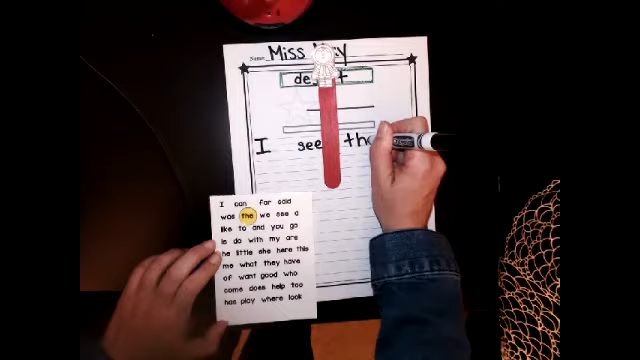 Name: Miss
I see the
I can for said
was the we see a
like to and you go
is do with my are
he little she here this
me what they have
of want good who
come does help too
has play where look